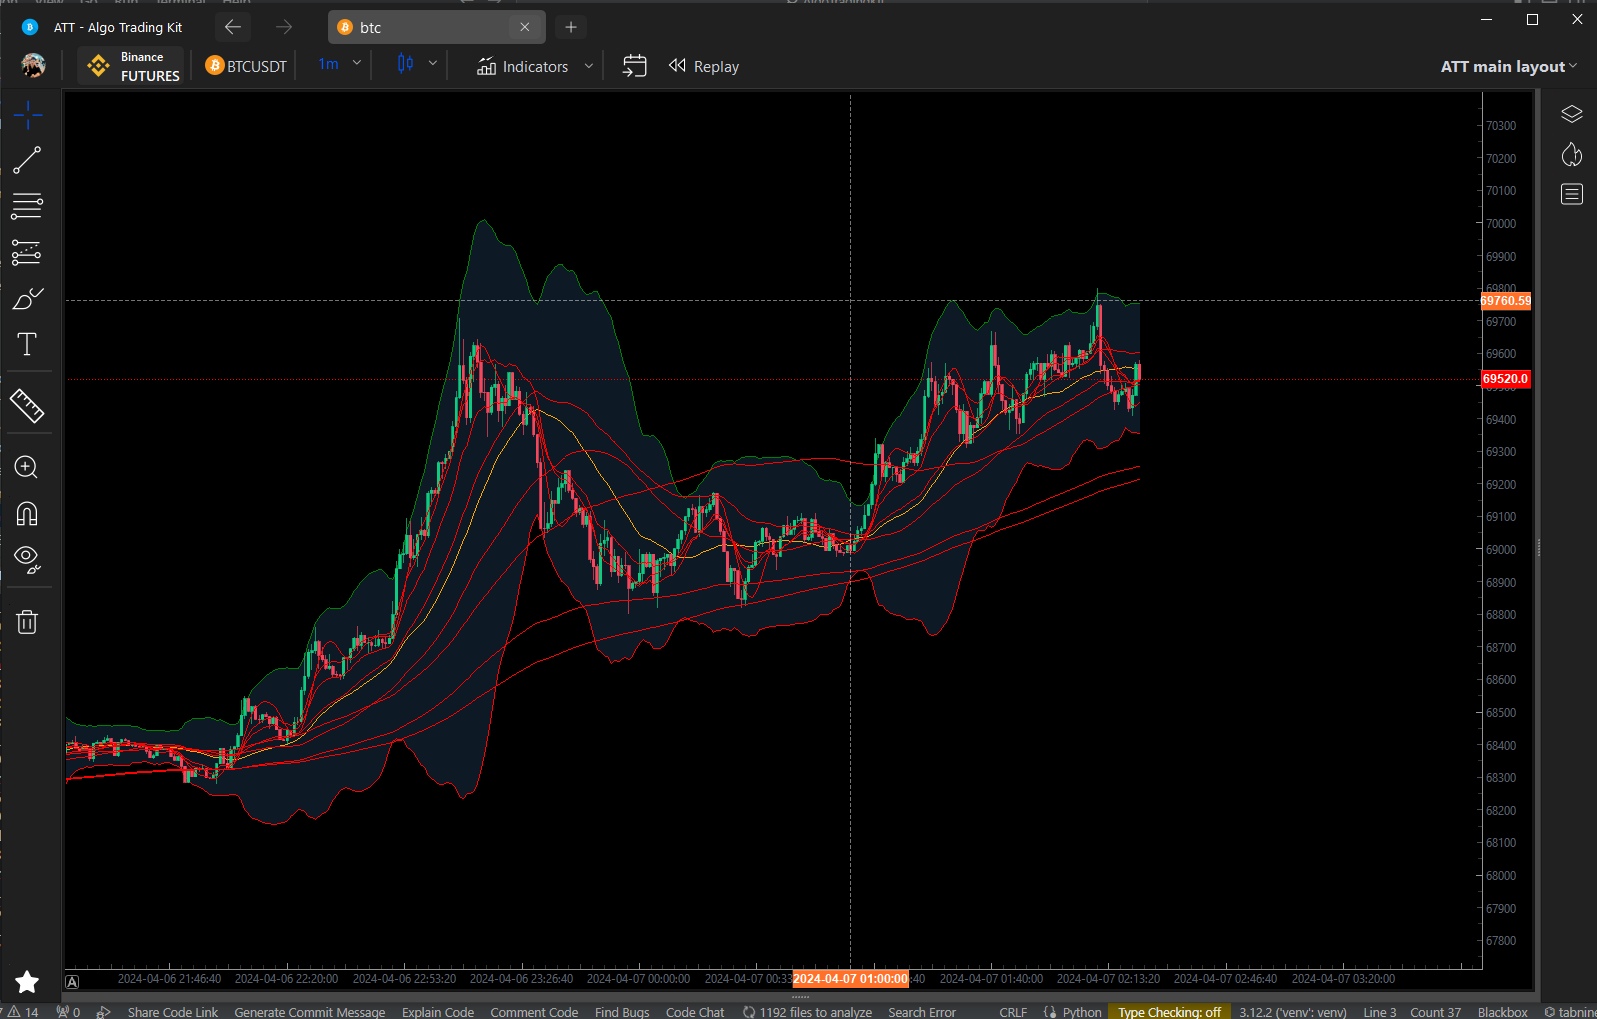 ATT - Algo Trading Kit
btc
Binance
FUTURES
BTCUSDT
1m
Indicators
Replay
ATT main layout
T
70300
70200
70100
70000
69900
69800
69760.59
69700
69600
69520.0
69400
69300
69200
69100
69000
68900
68800
68700
68600
68500
68400
68300
68200
68100
68000
67900
67800
A
2024-04-06 21:46:40 2024-04-06 22:20:00 2024-04-06 22:53:20 2024-04-06 23:26:40 2024-04-07 00:00:00 2024-04-07 00:33 2024-04-07 01:00:00 :40 2024-04-07 01:40:00 2024-04-07 02:13:20 2024-04-07 02:46:40 2024-04-07 03:20:00
14 0 Share Code Link Generate Commit Message Explain Code Comment Code Find Bugs Code Chat 1192 files to analyze Search Error CRLF Python Type Checking: off 3.12.2 ('venv': venv) Line 3 Count 37 Blackbox tabnine